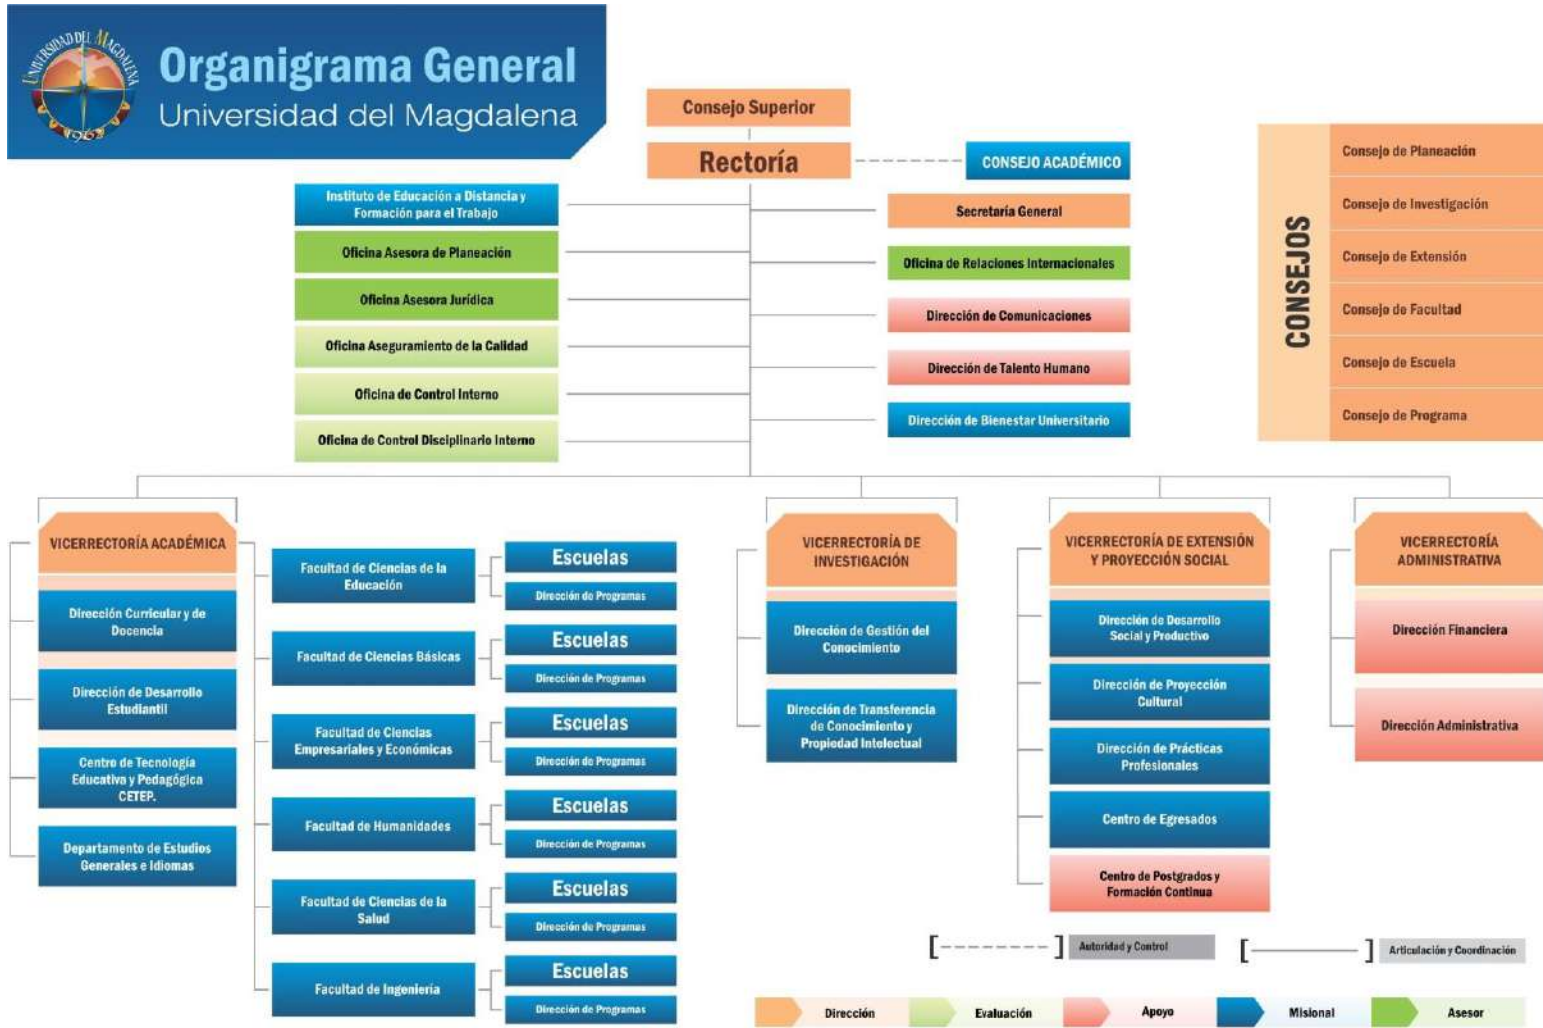 UNIVERSIDAD DEL MAGDALENA
1962
Organigrama General
Universidad del Magdalena
Consejo Superior
Rectoría
CONSEJO ACADÉMICO
Instituto de Educación a Distancia y
Formación para el Trabajo
Oficina Asesora de Planeación
Oficina Asesora Jurídica
Oficina Aseguramiento de la Calidad
Oficina de Control Interno
Oficina de Control Disciplinario Interno
Secretaría General
Oficina de Relaciones Internacionales
Dirección de Comunicaciones
Dirección de Talento Humano
Dirección de Bienestar Universitario
CONSEJOS
Consejo de Planeación
Consejo de Investigación
Consejo de Extensión
Consejo de Facultad
Consejo de Escuela
Consejo de Programa
VICERRECTORÍA ACADÉMICA
Dirección Curricular y de
Docencia
Dirección de Desarrollo
Estudiantil
Centro de Tecnología
Educativa y Pedagógica
CETEP.
Departamento de Estudios
Generales e Idiomas
Facultad de Ciencias de la
Educación
Escuelas
Dirección de Programas
Facultad de Ciencias Básicas
Escuelas
Dirección de Programas
Facultad de Ciencias
Empresariales y Económicas
Escuelas
Dirección de Programas
Facultad de Humanidades
Escuelas
Dirección de Programas
Facultad de Ciencias de la
Salud
Escuelas
Dirección de Programas
Facultad de Ingeniería
Escuelas
Dirección de Programas
VICERRECTORÍA DE
INVESTIGACIÓN
Dirección de Gestión del
Conocimiento
Dirección de Transferencia
de Conocimiento y
Propiedad Intelectual
VICERRECTORÍA DE EXTENSIÓN
Y PROYECCIÓN SOCIAL
Dirección de Desarrollo
Social y Productivo
Dirección de Proyección
Cultural
Dirección de Prácticas
Profesionales
Centro de Egresados
Centro de Postgrados y
Formación Continua
VICERRECTORÍA
ADMINISTRATIVA
Dirección Financiera
Dirección Administrativa
Autoridad y Control
Articulación y Coordinación
Dirección
Evaluación
Apoyo
Misional
Asesor